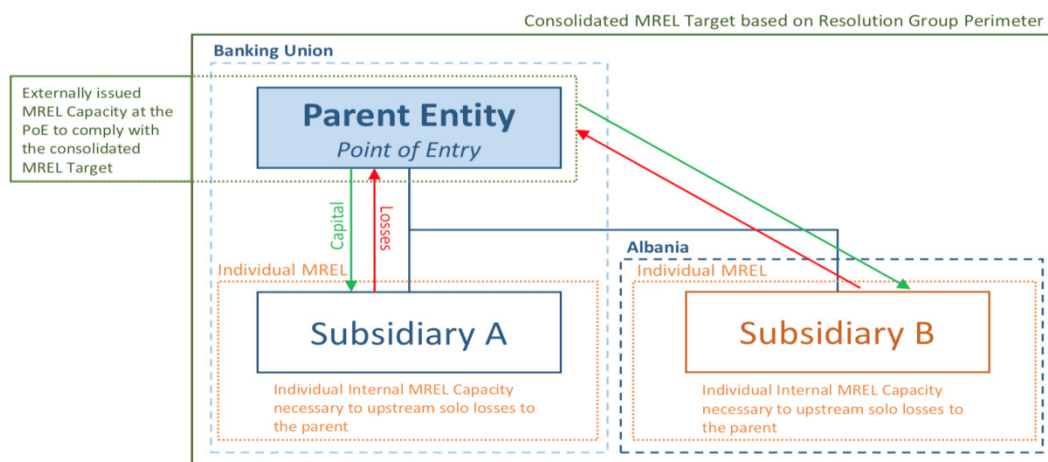 Consolidated MREL Target based on Resolution Group Perimeter
Banking Union
Externally issued
MREL Capacity at the
PoE to comply with
the consolidated
MREL Target
Parent Entity
Point of Entry
Capital
Losses
Albania
Individual MREL
Subsidiary A
Individual Internal MREL Capacity
necessary to upstream solo losses to
the parent
Individual MREL
Subsidiary B
Individual Internal MREL Capacity
necessary to upstream solo losses to
the parent